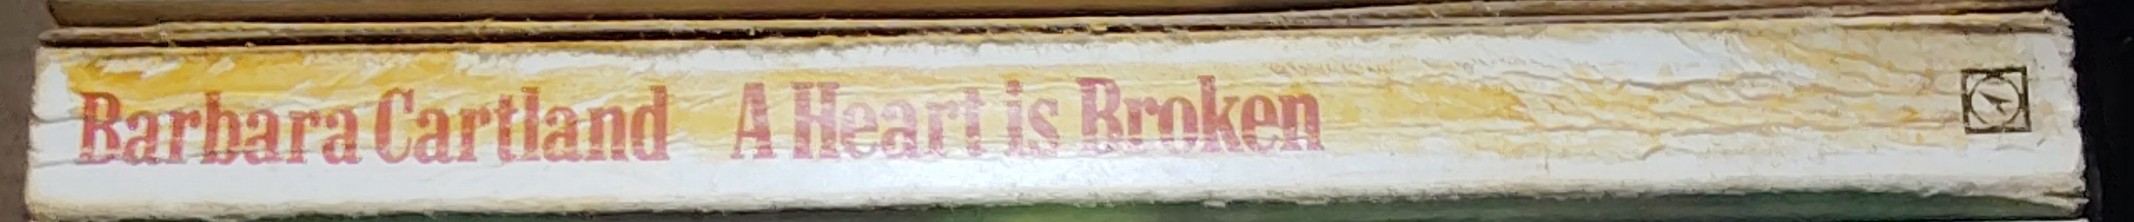 Barbara Cartland A Heart is Broken